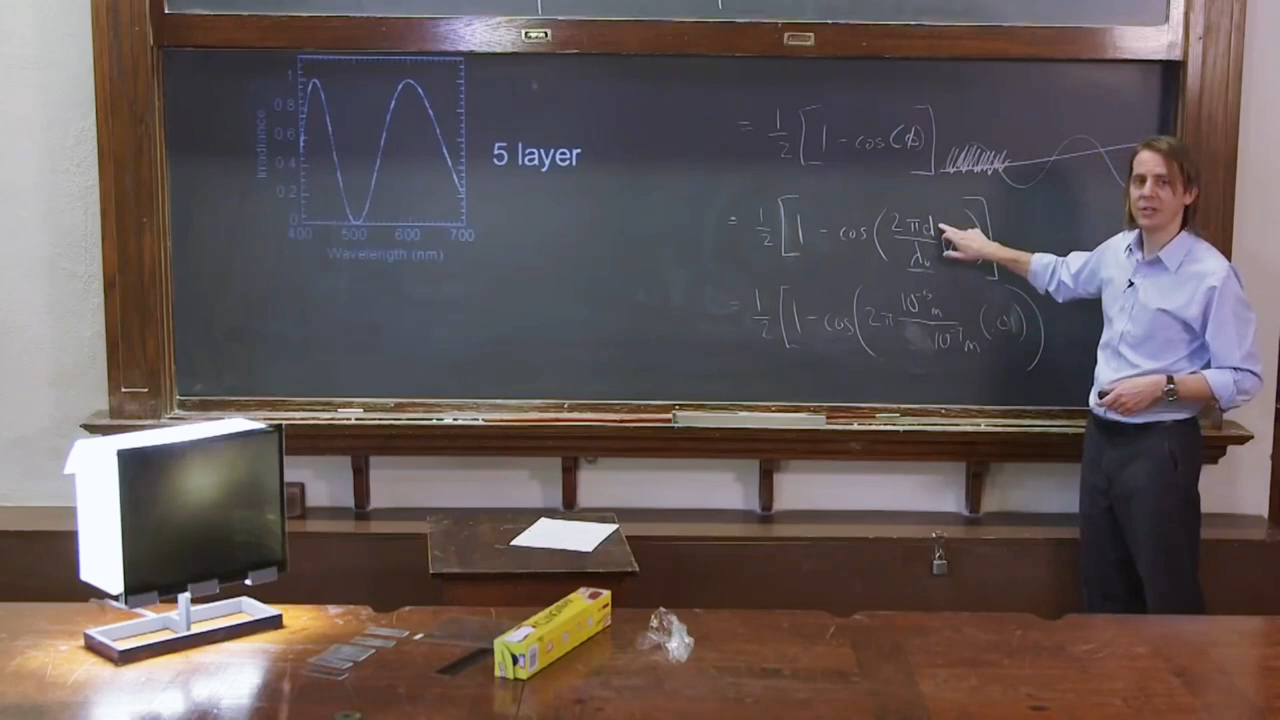 1
0.8
0.6
0.4
0.2
0
Irradiance
400 500 600 700
Wavelength (nm)
5 layer
= 1/2 [1 - cos(ϕ)]
= 1/2 [1 - cos(2πd/λ₀
= 1/2 [1 - cos(2π 10⁻⁵m/10⁻⁷m (.01))